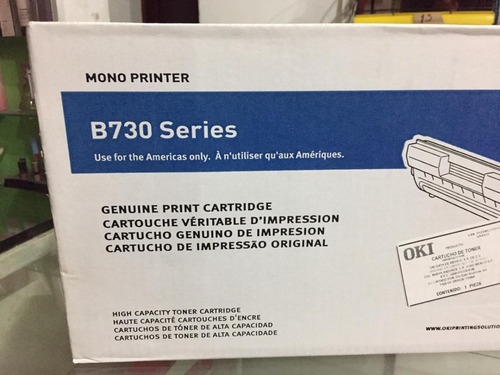 MONO PRINTER
B730 Series
Use for the Americas only. À n'utiliser qu'aux Amériques.
GENUINE PRINT CARTRIDGE
CARTOUCHE VÉRITABLE D'IMPRESSION
CARTUCHO GENUINO DE IMPRESION
CARTUCHO DE IMPRESSÃO ORIGINAL
OKI
PRODUCTO:
CARTUCHO DE TONER
CONTENIDO: 1 PIEZA
HIGH CAPACITY TONER CARTRIDGE
HAUTE CAPACITÉ CARTOUCHES D'ENCRE
CARTUCHOS DE TÓNER DE ALTA CAPACIDAD
CARTUCHOS DE TONER DE ALTA CAPACIDADE
WWW.OKIPRINTINGSOLUTION